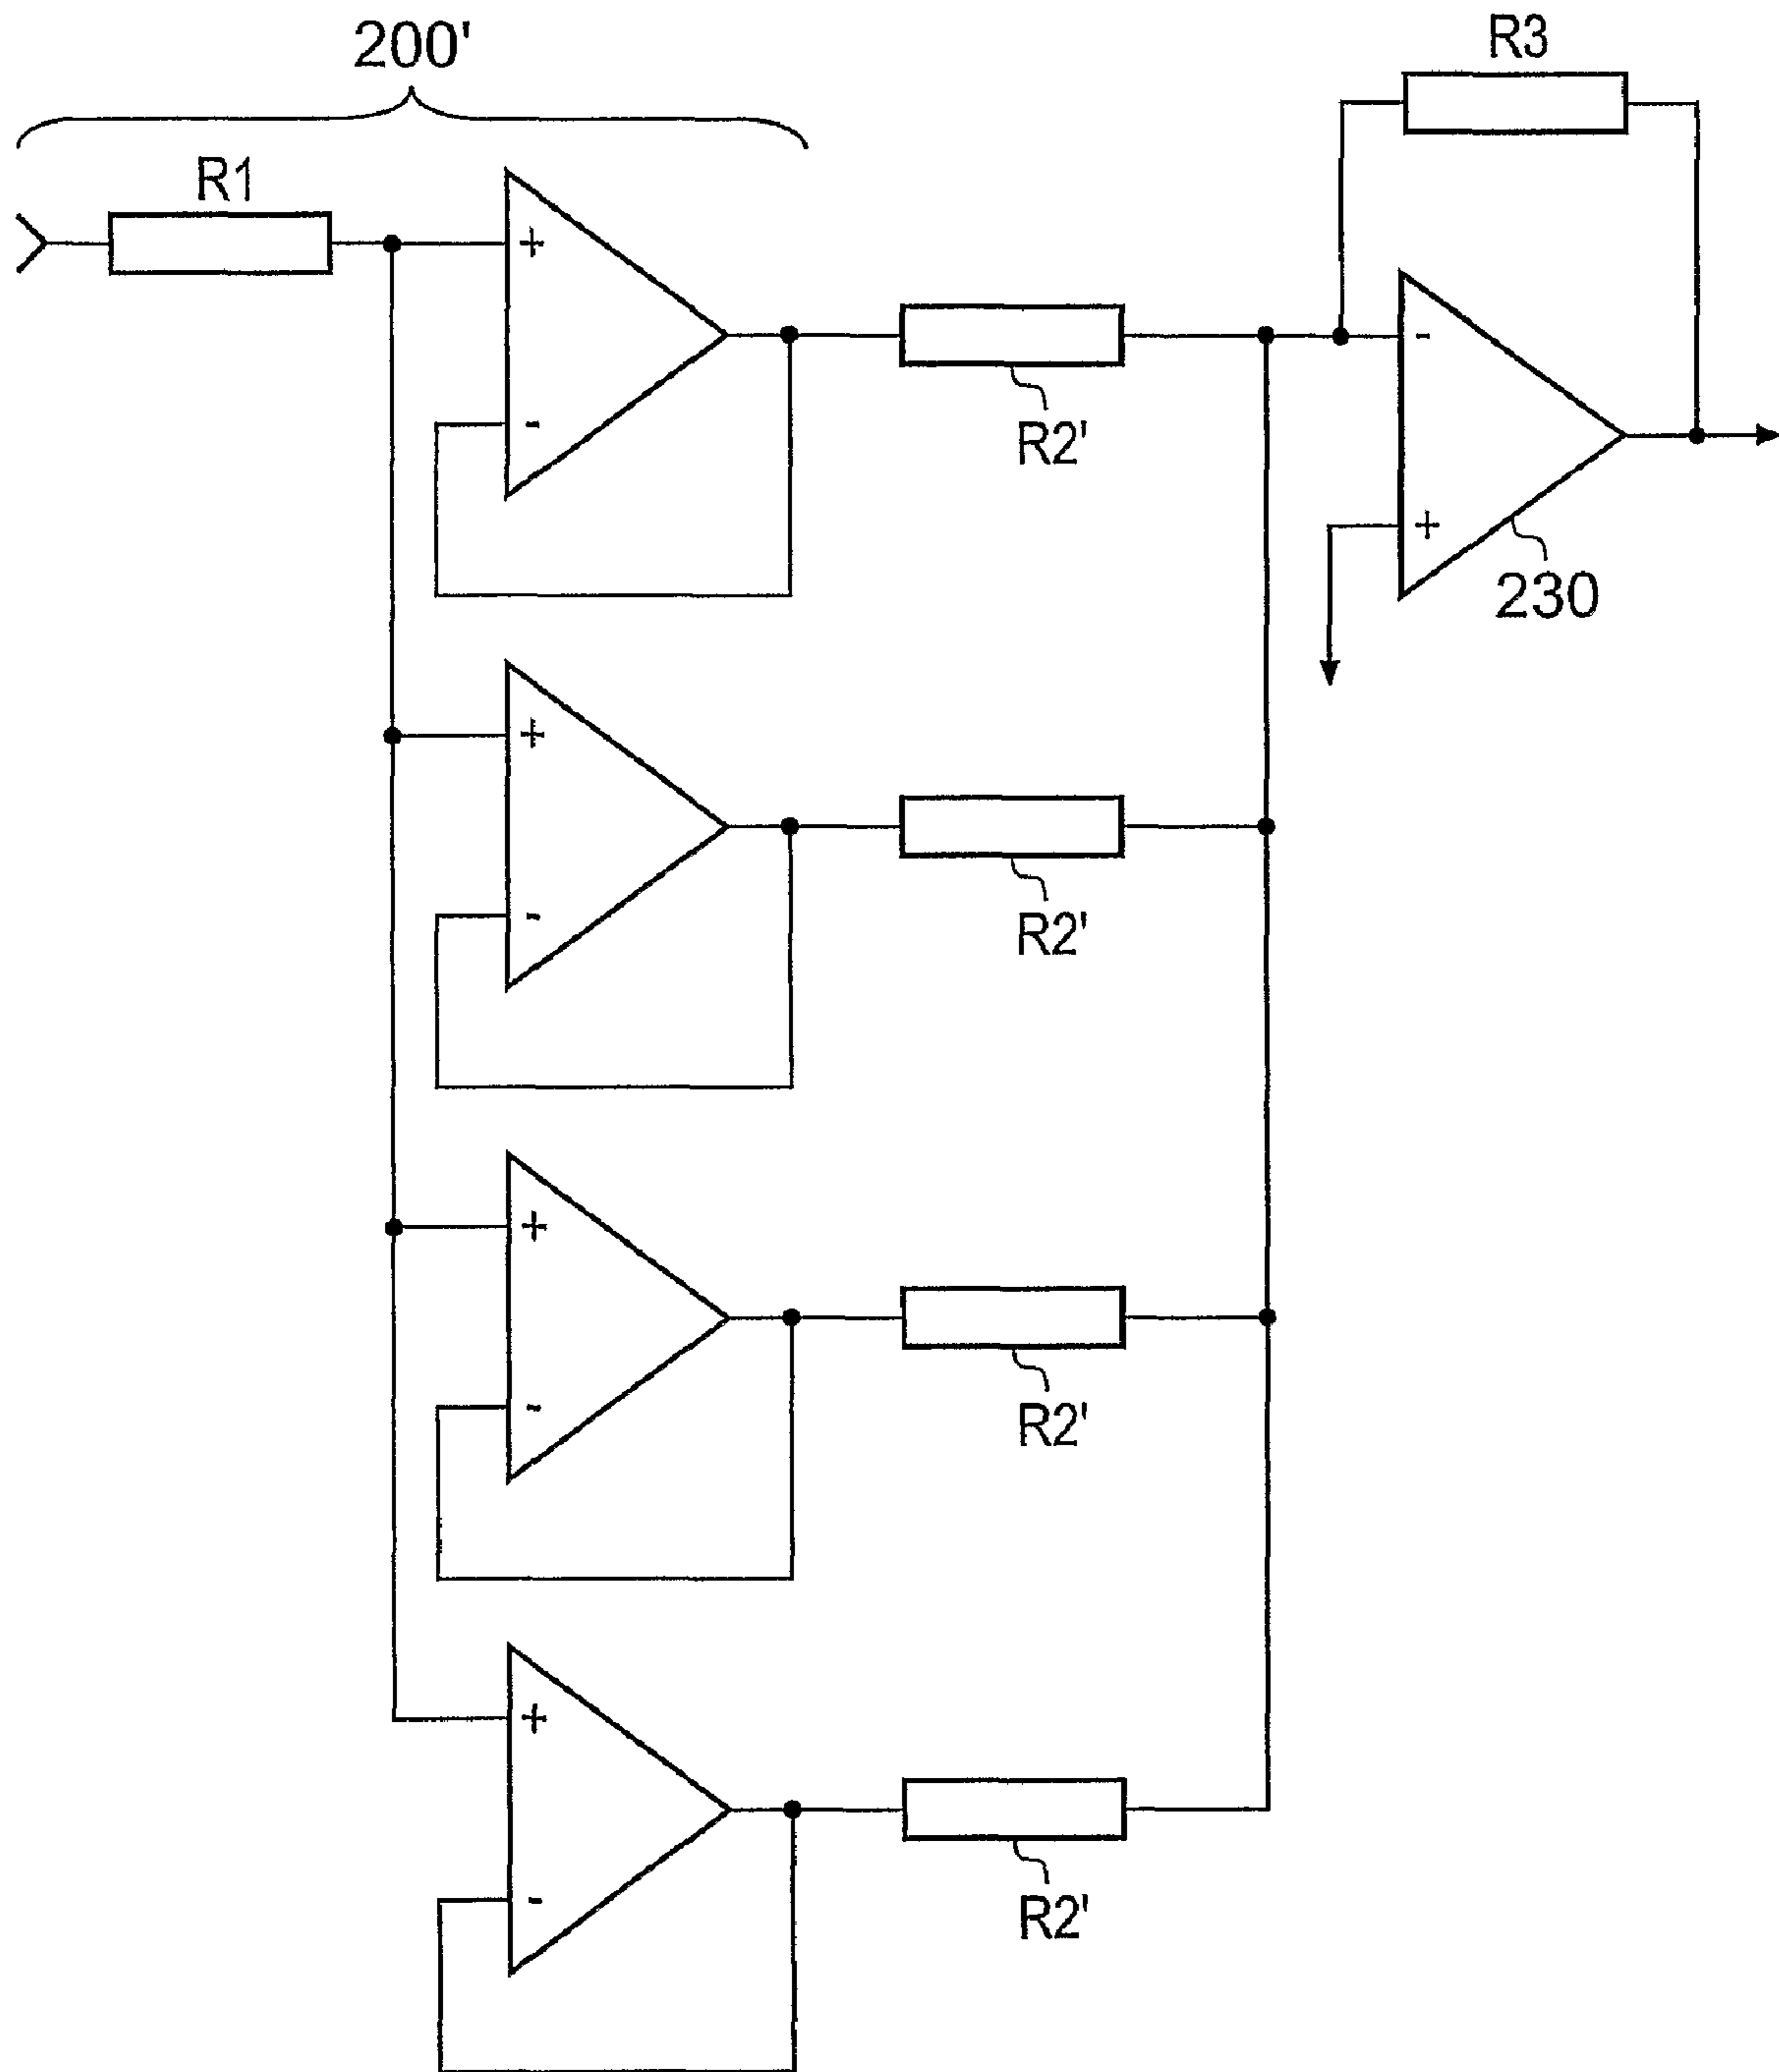 200'
R3
R1
+
-
R2'
-
+
230
+
-
R2'
+
-
R2'
+
-
R2'